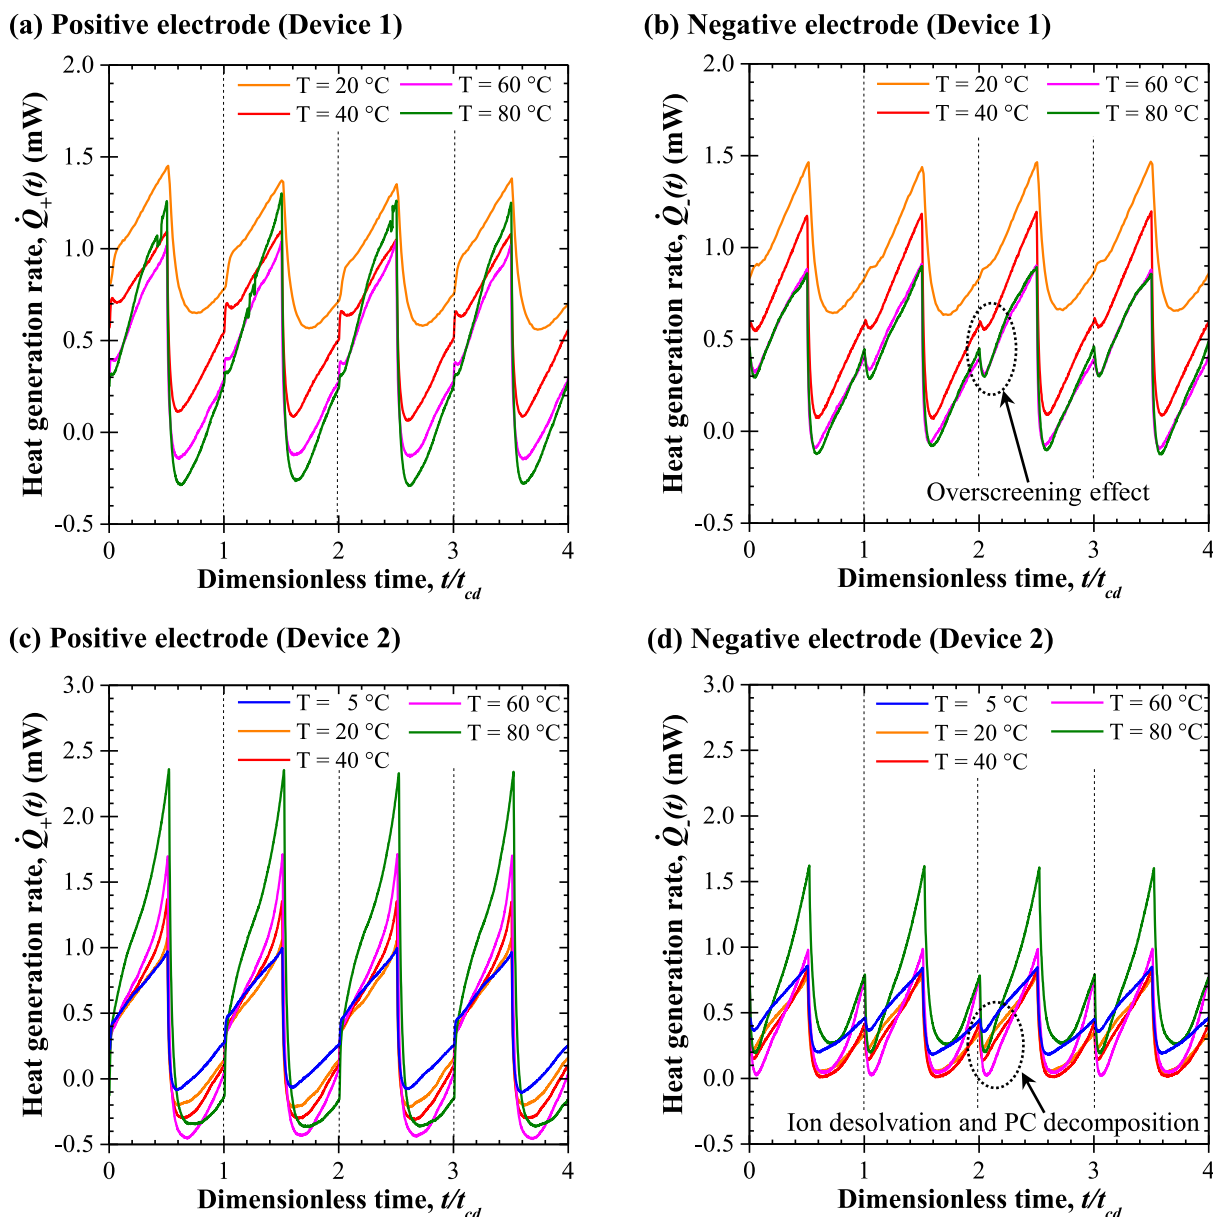 (a) Positive electrode (Device 1)
2.0
1.5
1.0
0.5
0.0
-0.5
Heat generation rate, Q̇₊(t) (mW)
T = 20 °C
T = 60 °C
T = 40 °C
T = 80 °C
0 1 2 3 4
Dimensionless time, t/t_cd
(b) Negative electrode (Device 1)
2.0
1.5
1.0
0.5
0.0
-0.5
Heat generation rate, Q̇₋(t) (mW)
T = 20 °C
T = 60 °C
T = 40 °C
T = 80 °C
Overscreening effect
0 1 2 3 4
Dimensionless time, t/t_cd
(c) Positive electrode (Device 2)
3.0
2.5
2.0
1.5
1.0
0.5
0.0
-0.5
Heat generation rate, Q̇₊(t) (mW)
T = 5 °C
T = 60 °C
T = 20 °C
T = 80 °C
T = 40 °C
0 1 2 3 4
Dimensionless time, t/t_cd
(d) Negative electrode (Device 2)
3.0
2.5
2.0
1.5
1.0
0.5
0.0
-0.5
Heat generation rate, Q̇₋(t) (mW)
T = 5 °C
T = 60 °C
T = 20 °C
T = 80 °C
T = 40 °C
Ion desolvation and PC decomposition
0 1 2 3 4
Dimensionless time, t/t_cd